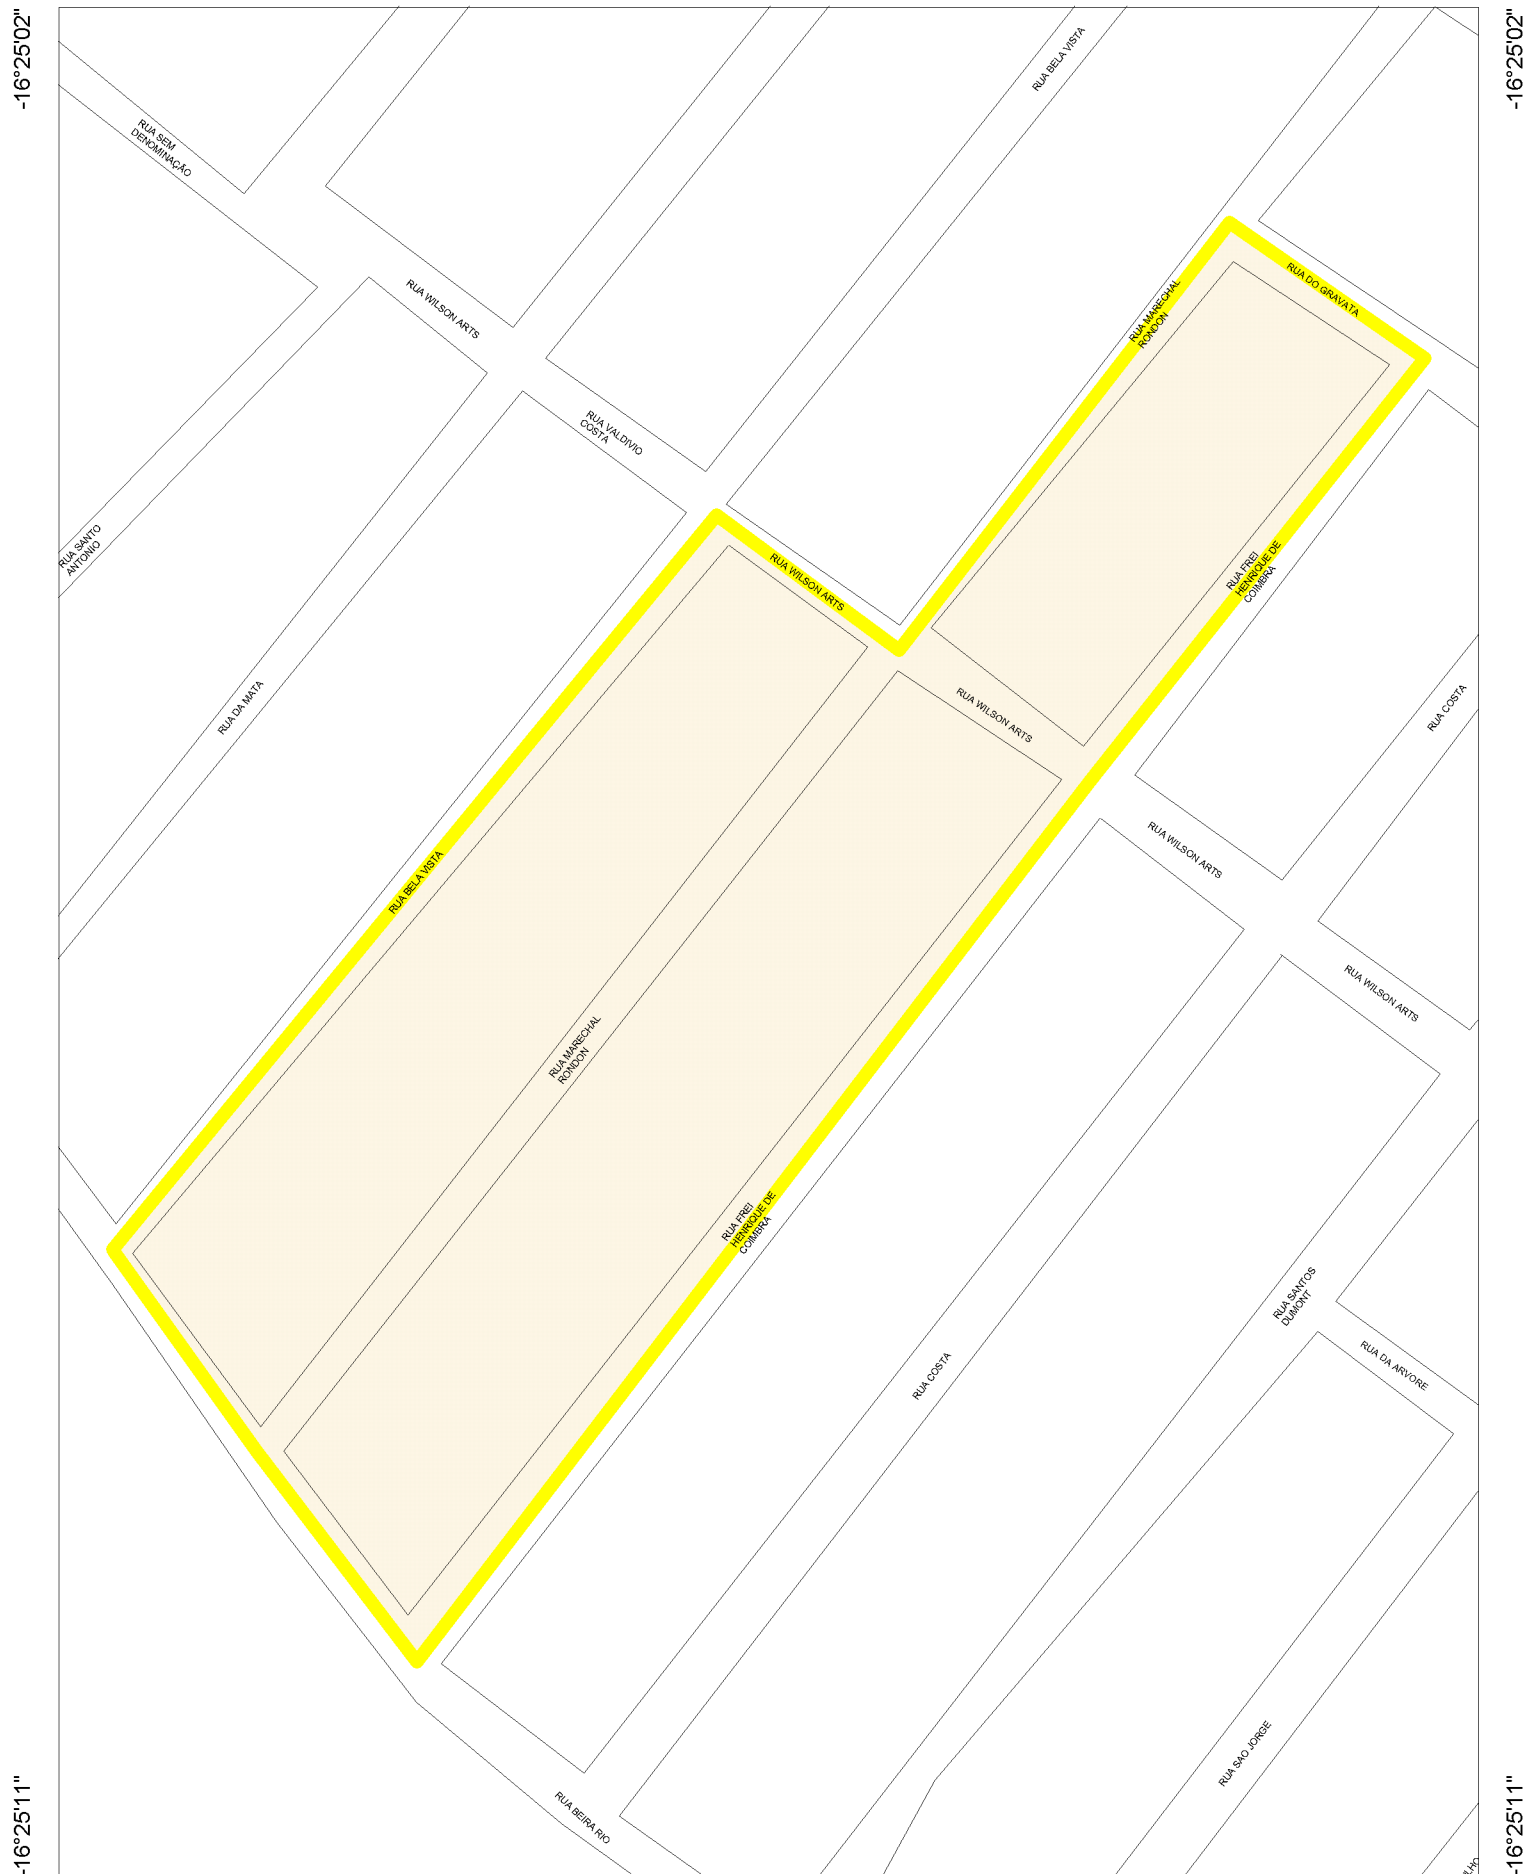 -16°25'02"
-16°25'02"
RUA BELA VISTA
RUA SEM
DENOMINAÇÃO
RUA WILSON ARTS
RUA DO GRAVATA
RUA MARECHAL
RONDON
RUA VALDIVIO
COSTA
RUA SANTO
ANTONIO
RUA WILSON ARTS
RUA FREI
HENRIQUE DE
COIMBRA
RUA DA MATA
RUA WILSON ARTS
RUA COSTA
RUA WILSON ARTS
RUA BELA VISTA
RUA WILSON ARTS
RUA MARECHAL
RONDON
RUA FREI
HENRIQUE DE
COIMBRA
RUA SANTOS
DUMONT
RUA COSTA
RUA DA ARVORE
RUA SAO JORGE
RUA BEIRA RIO
-16°25'11"
-16°25'11"